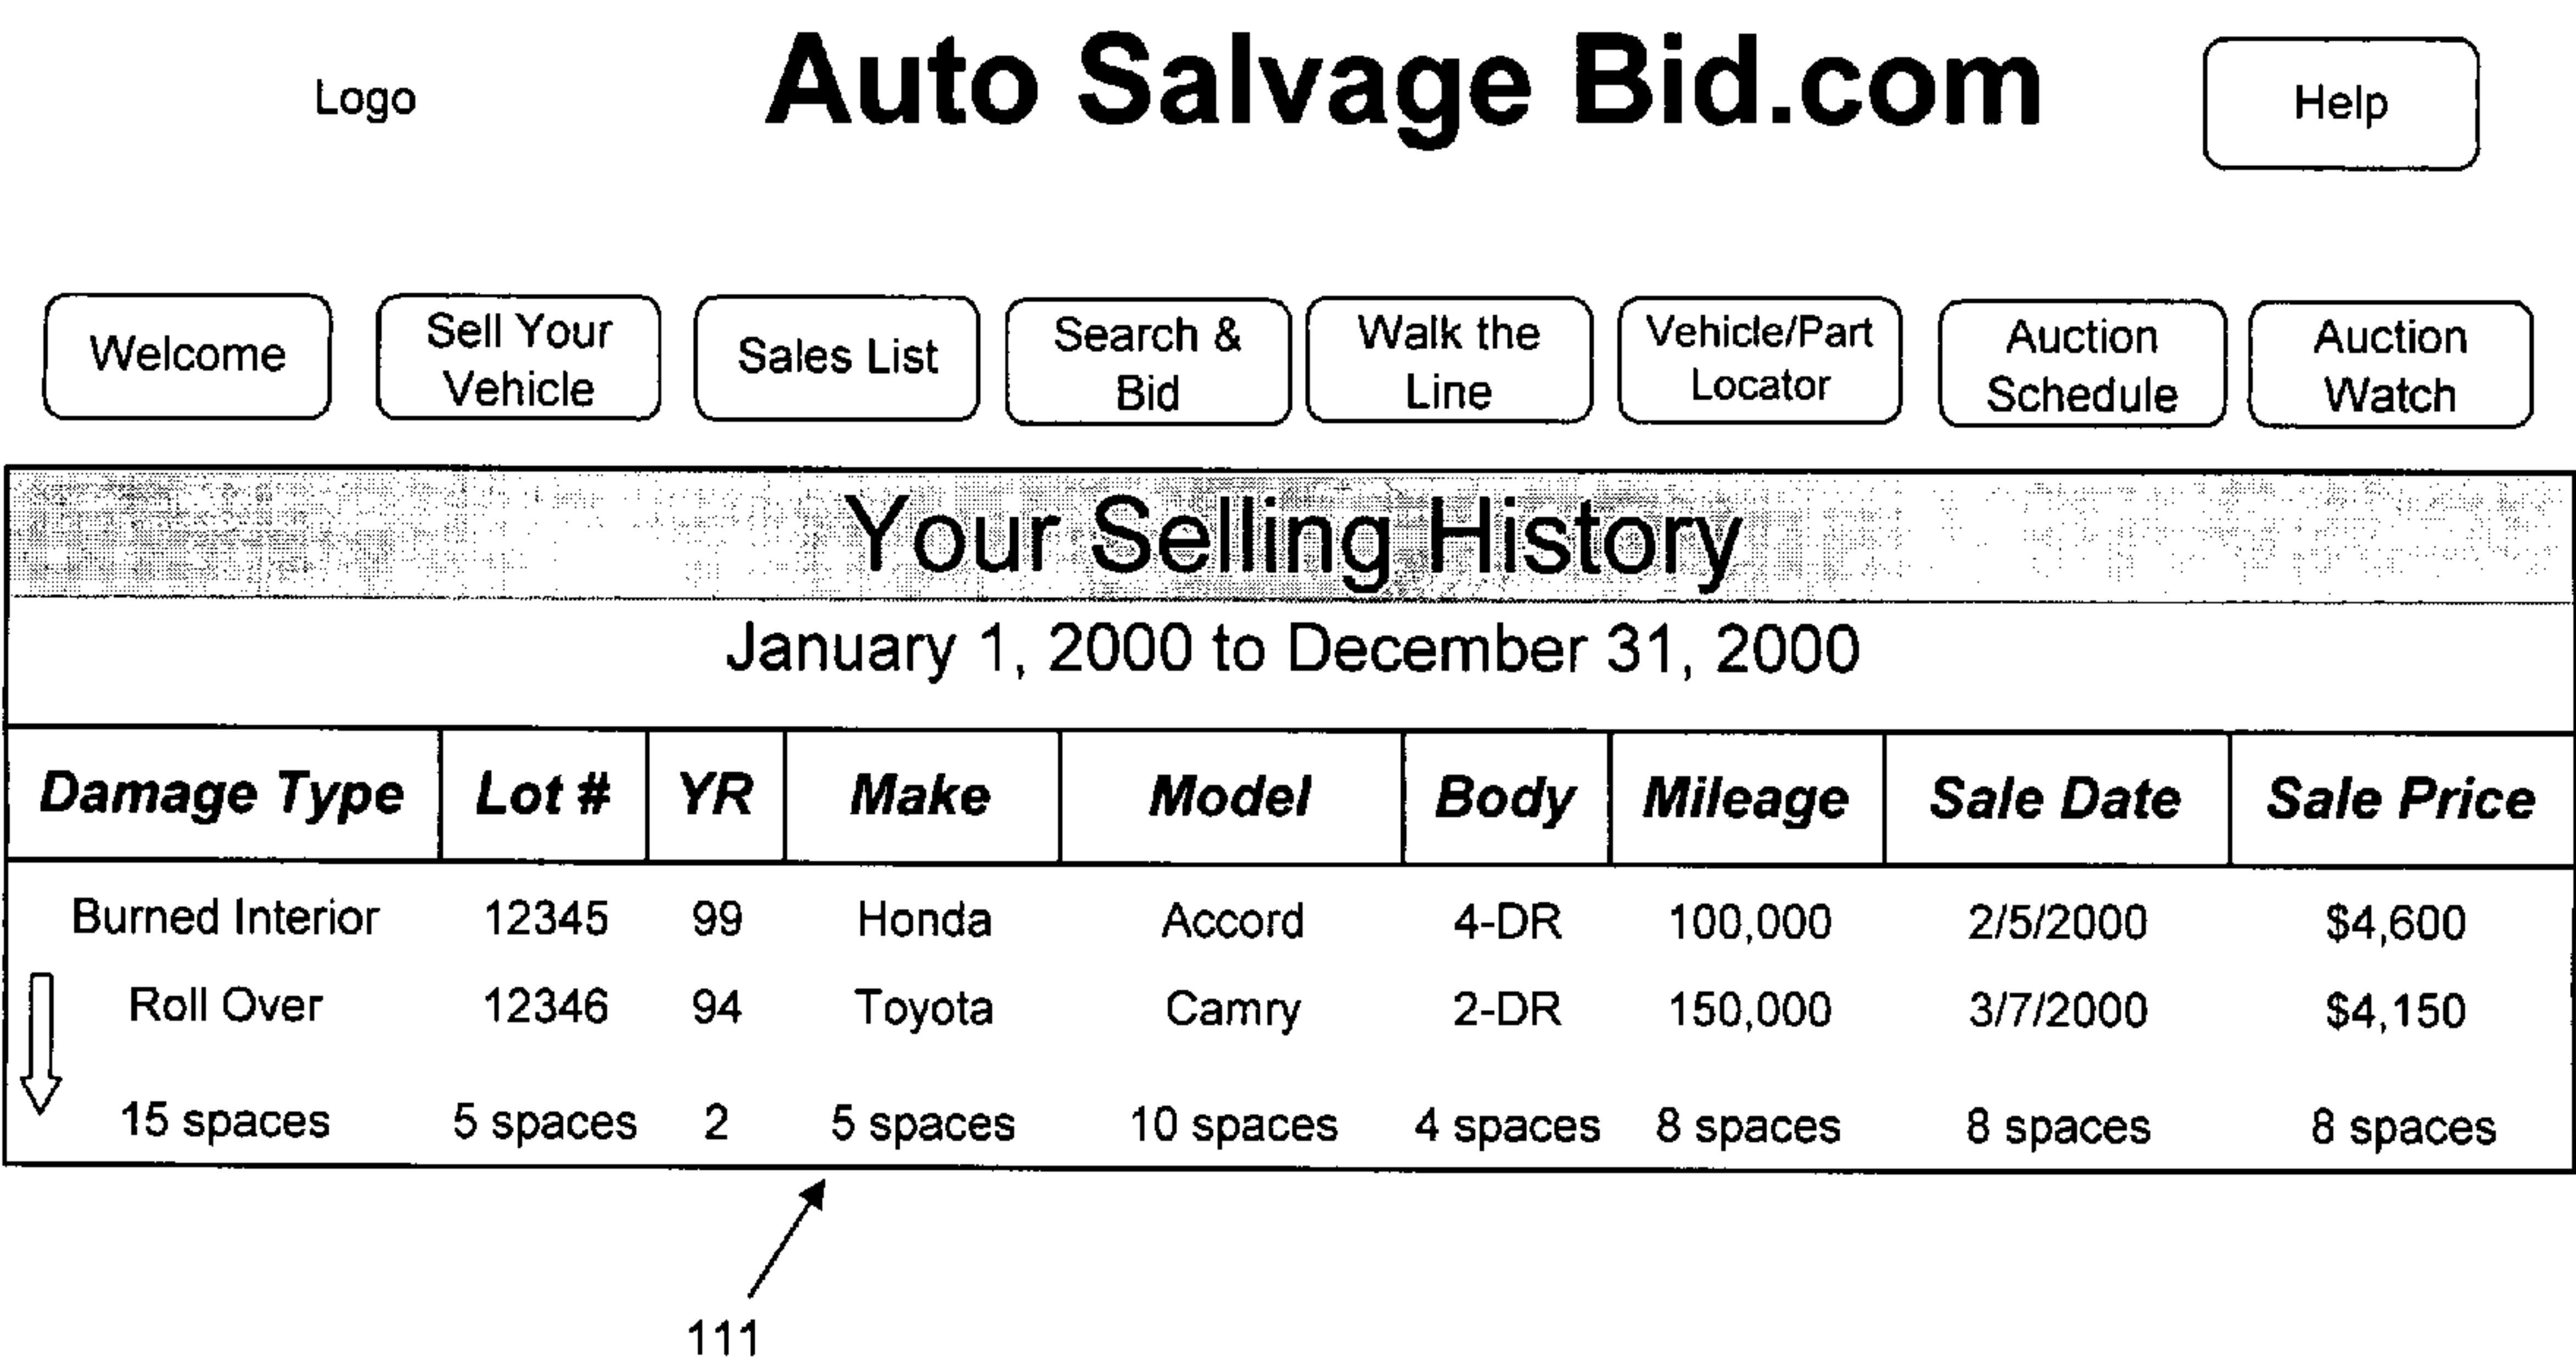 Logo
Auto Salvage Bid.com
Help
Welcome
Sell Your
Vehicle
Sales List
Search &
Bid
Walk the
Line
Vehicle/Part
Locator
Auction
Schedule
Auction
Watch
Your Selling History
January 1, 2000 to December 31, 2000
Damage Type Lot # YR Make Model Body Mileage Sale Date Sale Price
Burned Interior 12345 99 Honda Accord 4-DR 100,000 2/5/2000 $4,600
Roll Over 12346 94 Toyota Camry 2-DR 150,000 3/7/2000 $4,150
15 spaces 5 spaces 2 5 spaces 10 spaces 4 spaces 8 spaces 8 spaces 8 spaces
111